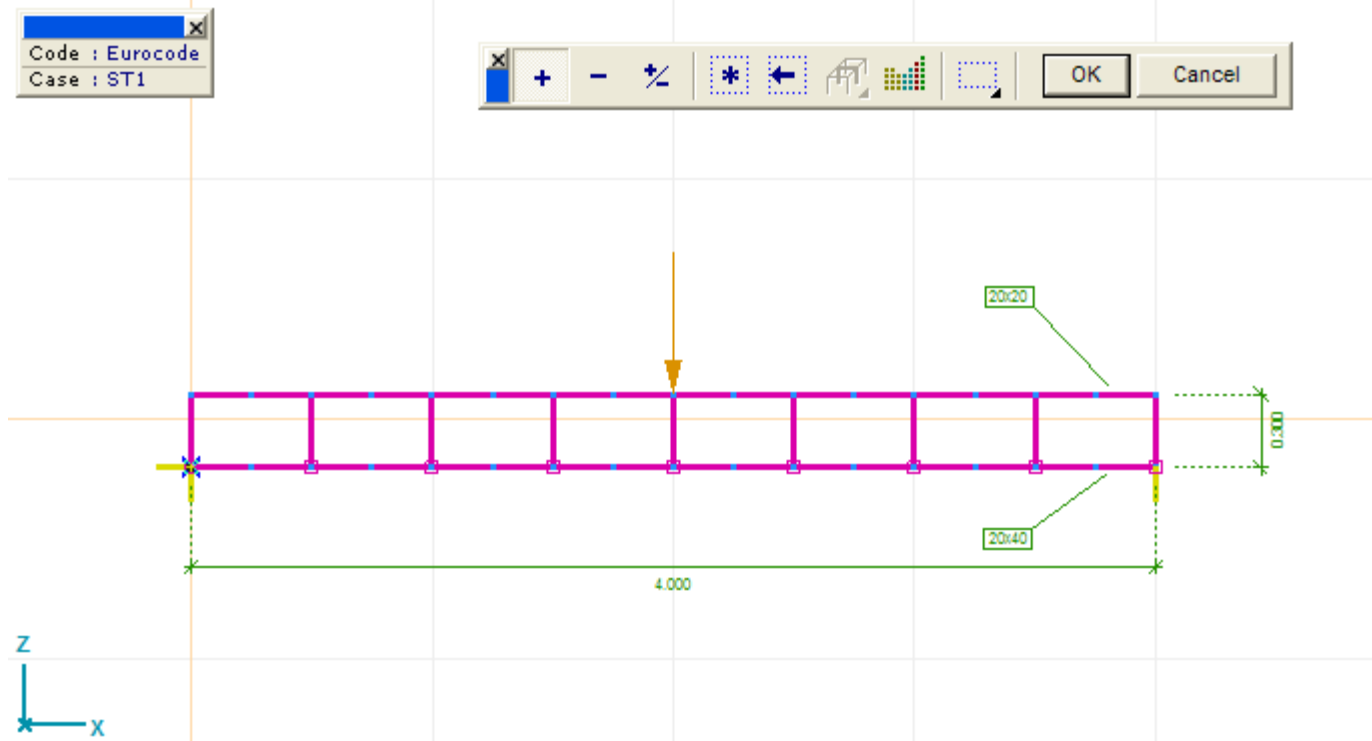 Code : Eurocode
Case : ST1
OK
Cancel
20x20
0.300
20x40
4.000
Z
X